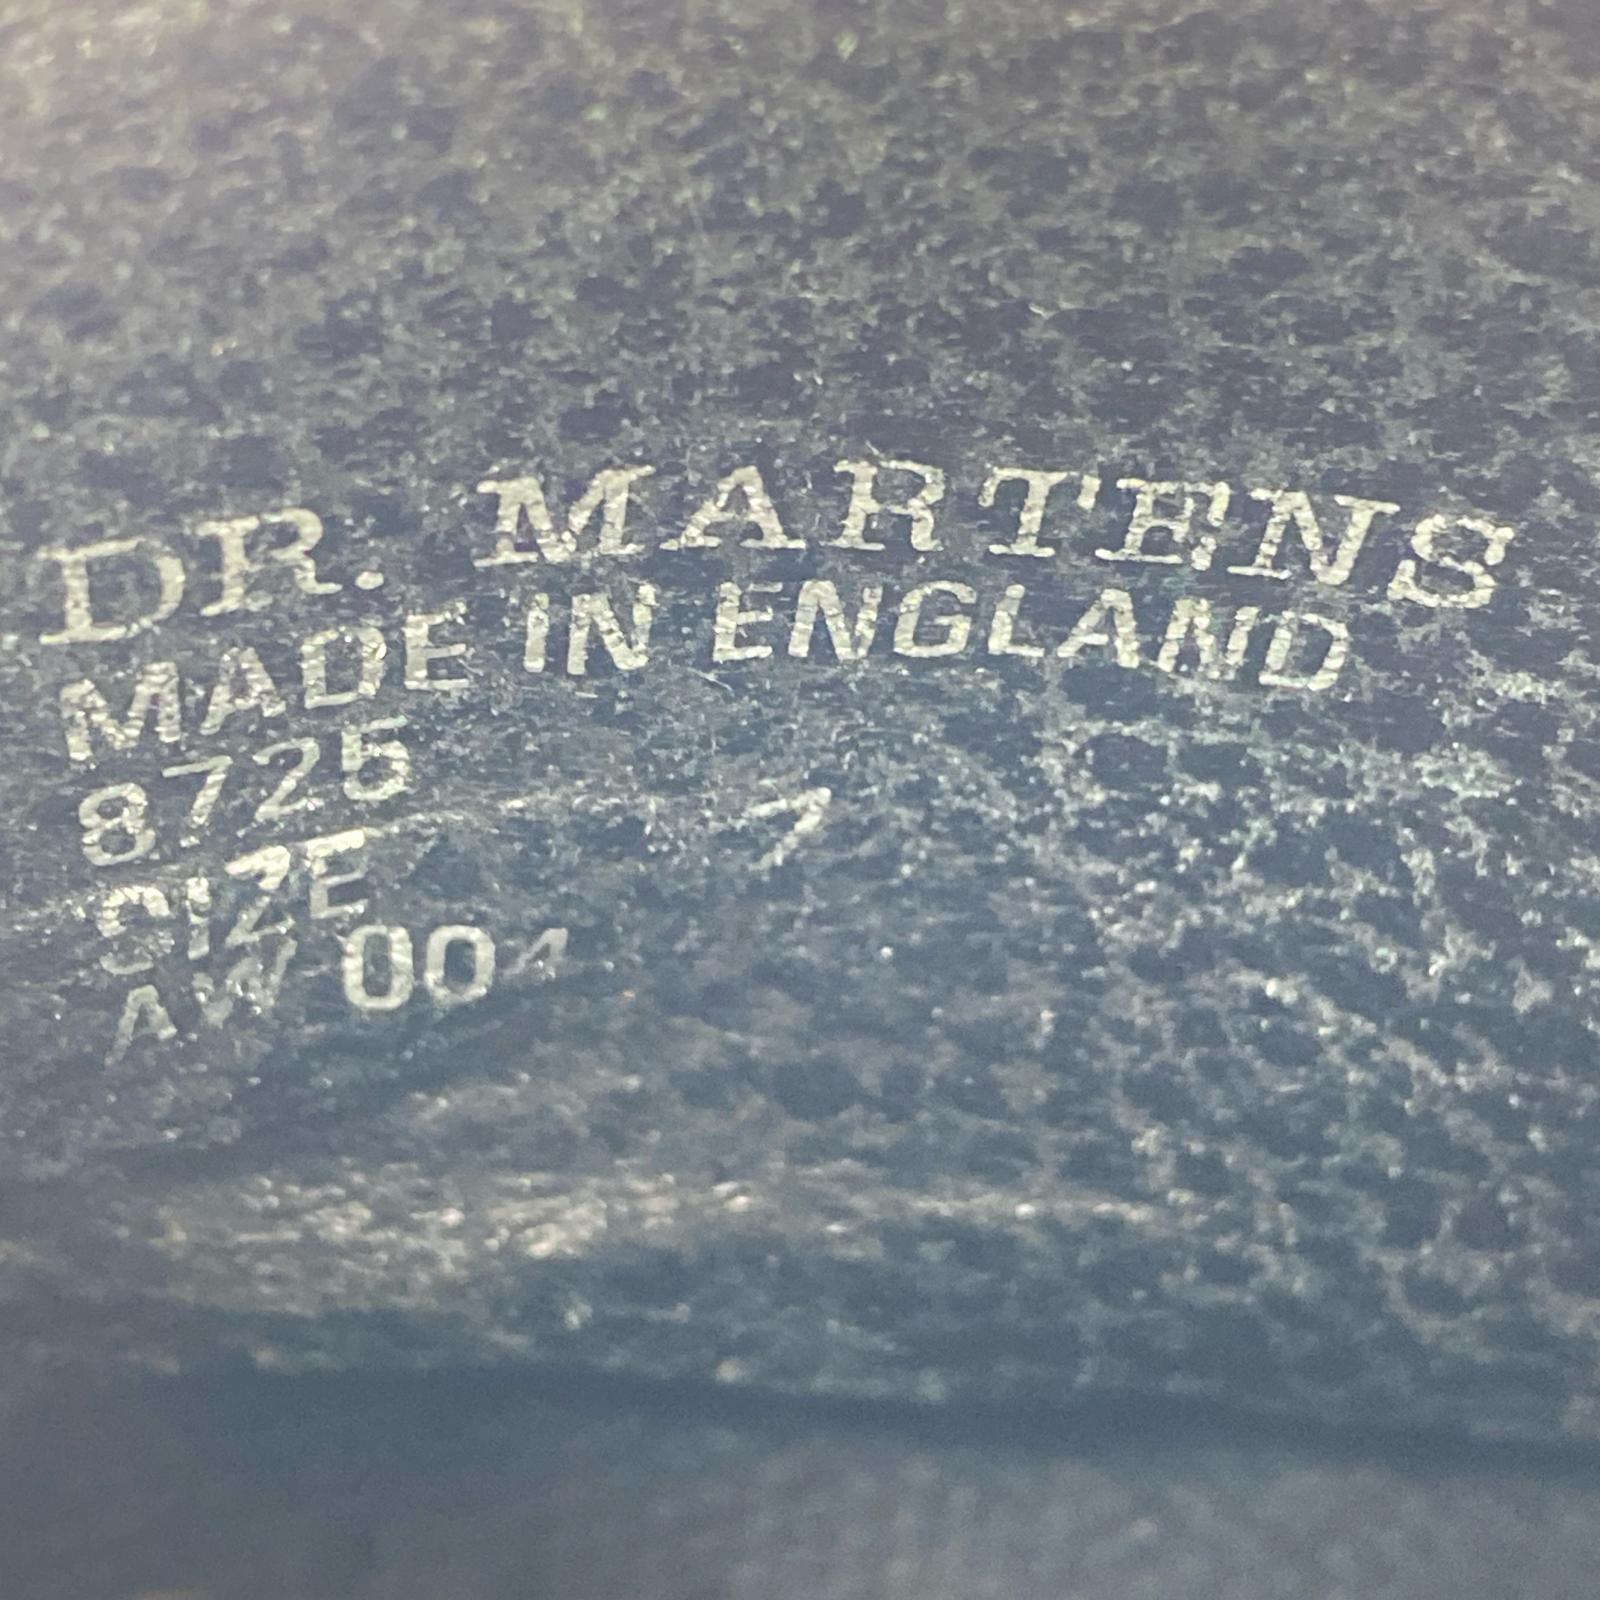 DR. MARTENS
MADE IN ENGLAND
8725
SIZE 7
AW 004